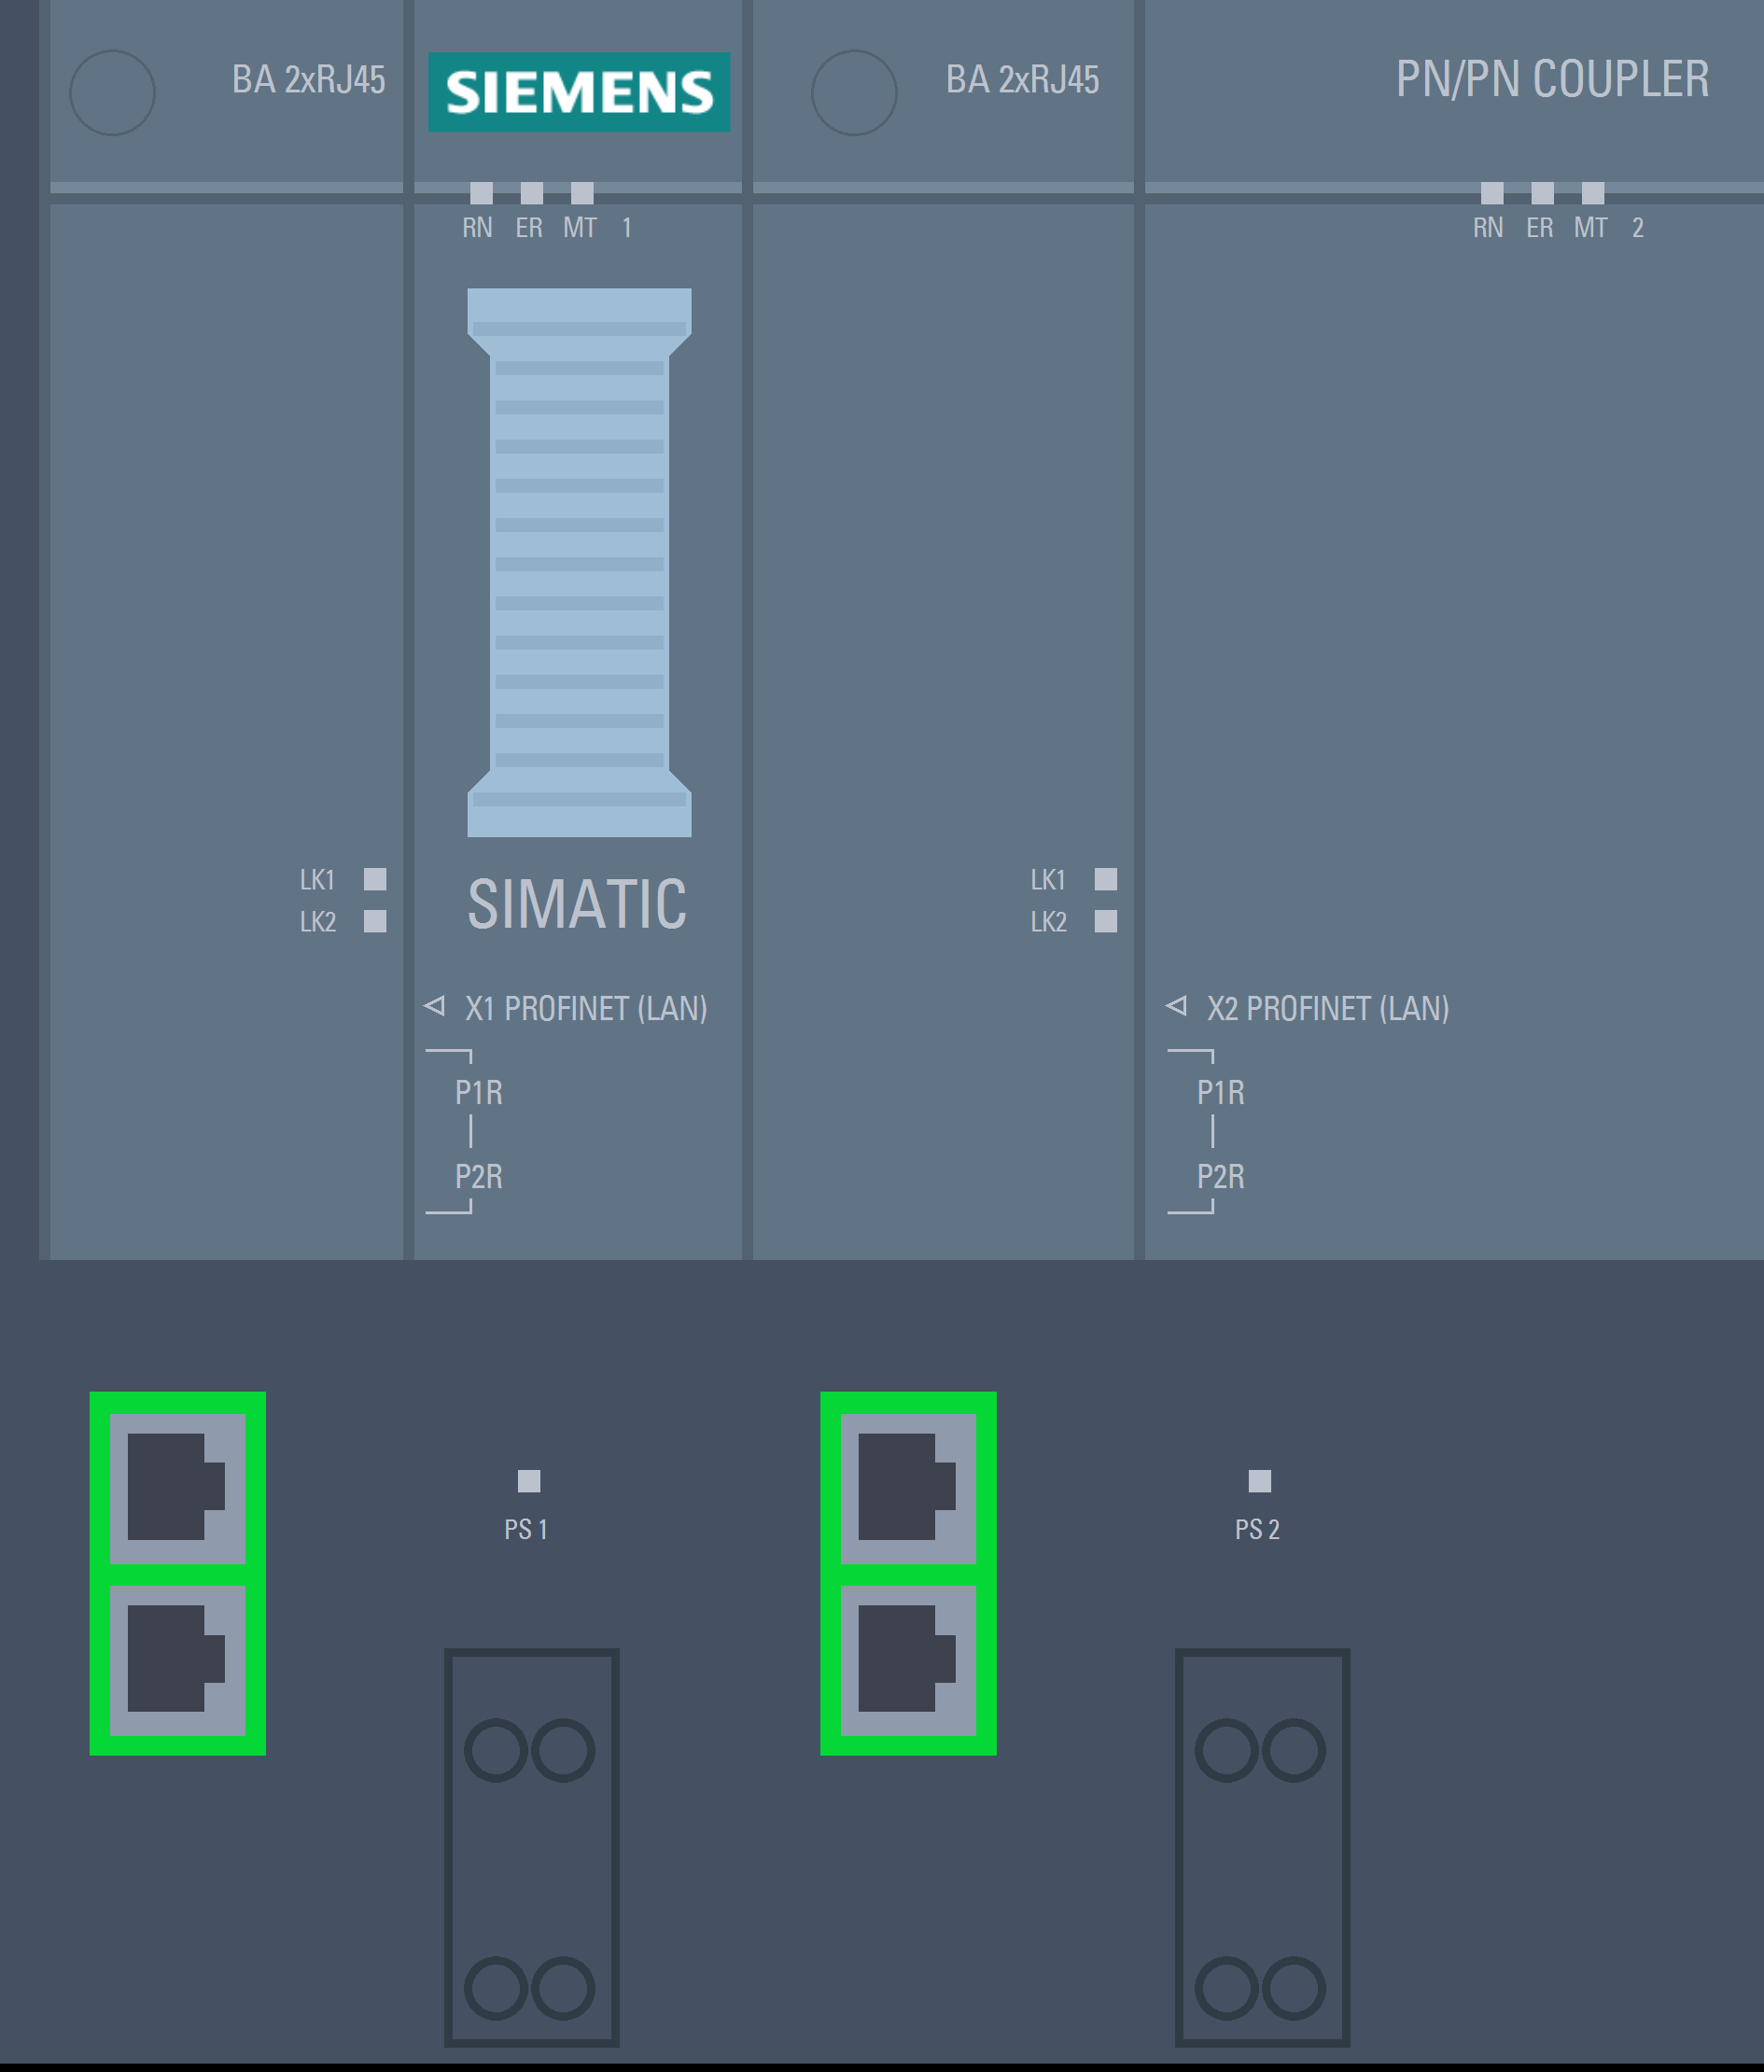 BA 2xRJ45
SIEMENS
BA 2xRJ45
PN/PN COUPLER
RN ER MT 1
RN ER MT 2
LK1
LK2
SIMATIC
LK1
LK2
X1 PROFINET (LAN)
P1R
P2R
X2 PROFINET (LAN)
P1R
P2R
PS 1
PS 2